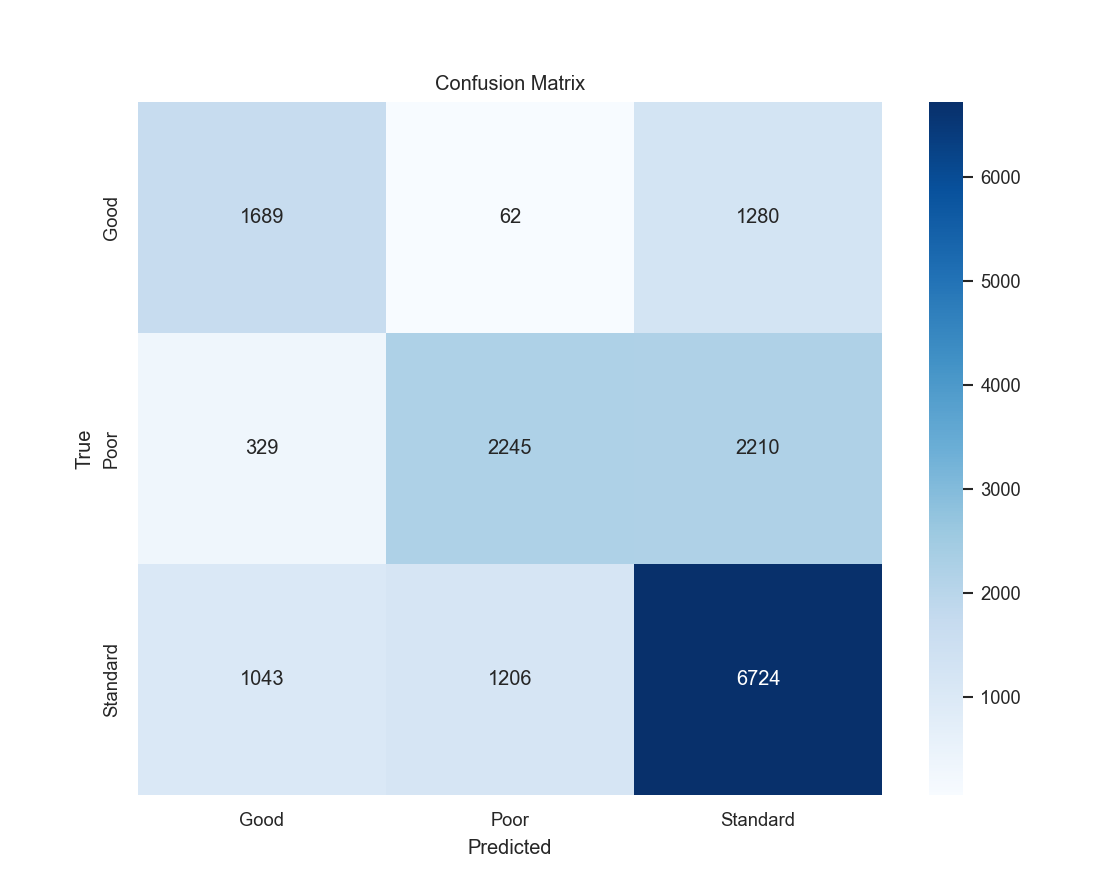 Confusion Matrix
Good
1689 62 1280
True
Poor
329 2245 2210
Standard
1043 1206 6724
Good Poor Standard
Predicted
6000
5000
4000
3000
2000
1000